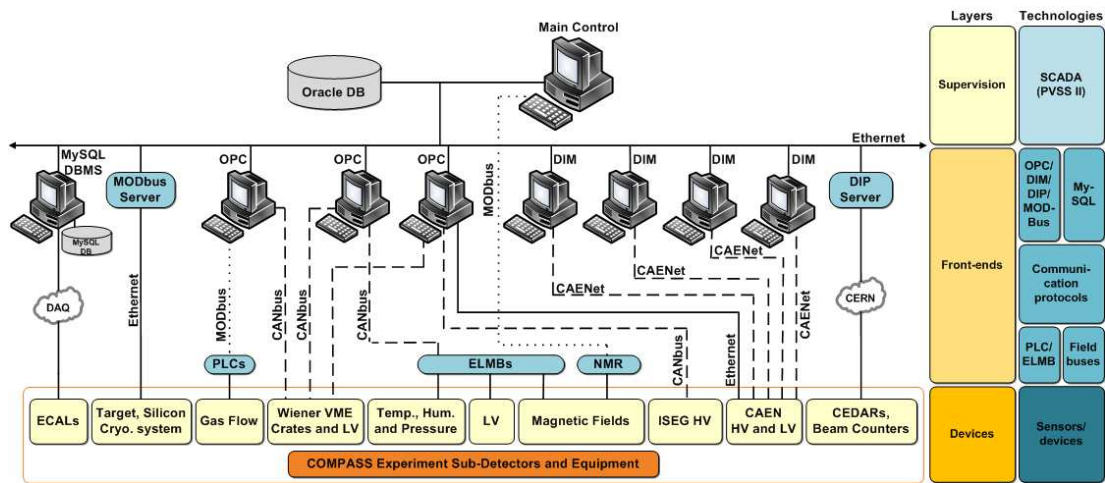 Main Control
Oracle DB
Ethernet
MySQL
DBMS
MySQL
DB
MODbus
Server
OPC
OPC
OPC
MODbus
DIM
DIM
DIM
DIM
DIP
Server
DAQ
Ethernet
MODbus
CANbus
CANbus
CANbus
CANbus
Ethernet
CAENet
CAENet
CAENet
CAENet
CERN
PLCs
ELMBs
NMR
ECALs
Target, Silicon
Cryo. system
Gas Flow
Wiener VME
Crates and LV
Temp., Hum.
and Pressure
LV
Magnetic Fields
ISEG HV
CAEN
HV and LV
CEDARs,
Beam Counters
COMPASS Experiment Sub-Detectors and Equipment
Layers
Technologies
Supervision
SCADA
(PVSS II)
Front-ends
OPC/
DIM/
DIP/
MOD-
Bus
My-
SQL
Communi-
cation
protocols
PLC/
ELMB
Field
buses
Devices
Sensors/
devices